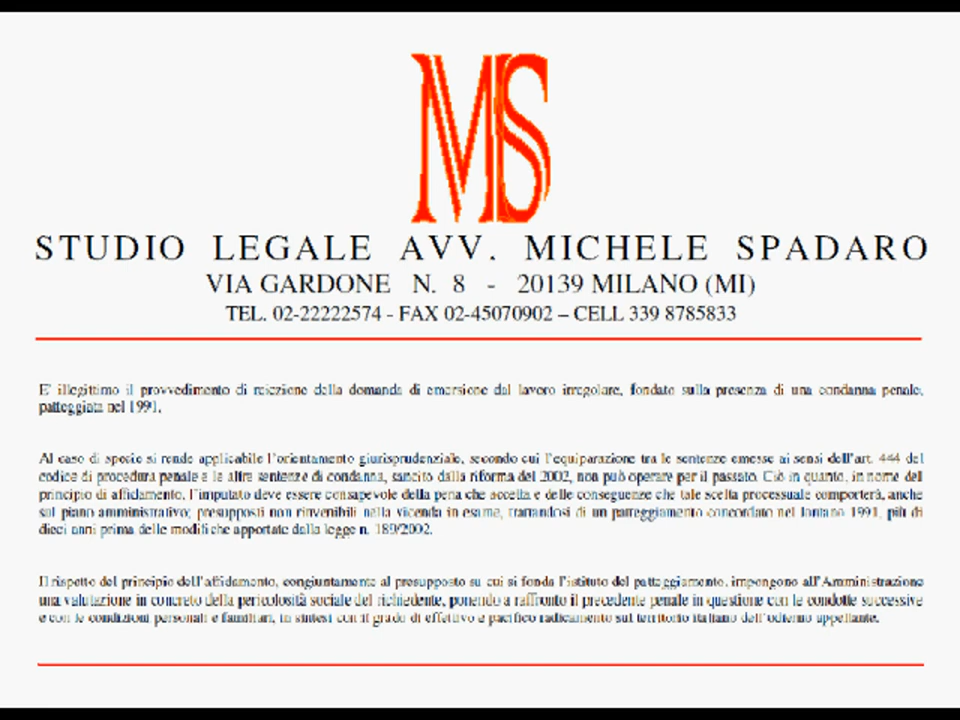 MS
STUDIO LEGALE AVV. MICHELE SPADARO
VIA GARDONE N. 8 - 20139 MILANO (MI)
TEL. 02-22222574 - FAX 02-45070902 – CELL 339 8785833
E' illegittimo il provvedimento di reiezione della domanda di emersione dal lavoro irregolare, fondato sulla presenza di una condanna penale,
patteggiata nel 1991.
Al caso di specie si rende applicabile l'orientamento giurisprudenziale, secondo cui l'equiparazione tra le sentenze emesse ai sensi dell'art. 444 del
codice di procedura penale e le altre sentenze di condanna, sancito dalla riforma del 2002, non può operare per il passato. Ciò in quanto, in nome del
principio di affidamento, l'imputato deve essere consapevole della pena che accetta e delle conseguenze che tale scelta processuale comporterà, anche
sul piano amministrativo; presupposti non rinvenibili nella vicenda in esame, trattandosi di un patteggiamento concordato nel lontano 1991, più di
dieci anni prima delle modifiche apportate dalla legge n. 189/2002.
Il rispetto del principio dell'affidamento, congiuntamente al presupposto su cui si fonda l'istituto del patteggiamento, impongono all'Amministrazione
una valutazione in concreto della pericolosità sociale del richiedente, ponendo a raffronto il precedente penale in questione con le condotte successive
e con le condizioni personali e familiari, in sintesi con il grado di effettivo e pacifico radicamento sul territorio italiano dell'odierno appellante.